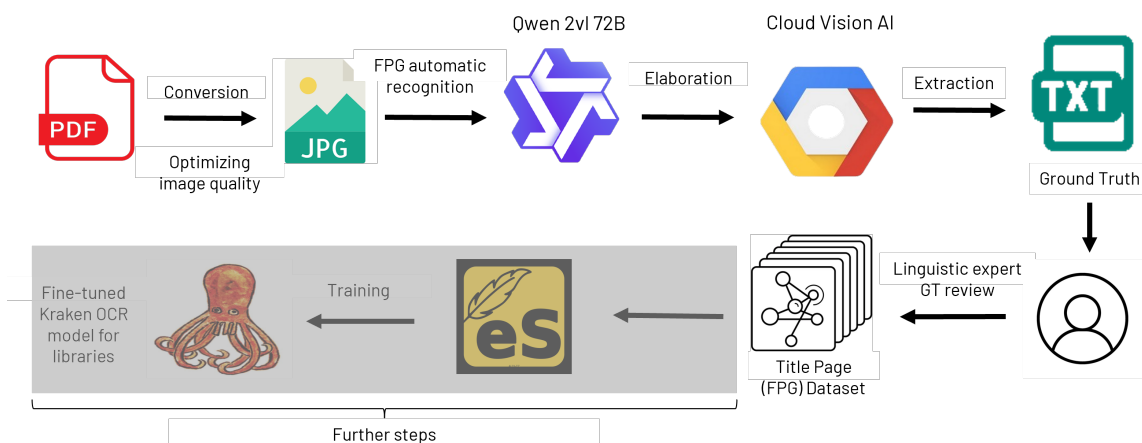 Qwen 2vl 72B
Cloud Vision AI
PDF
Conversion
Optimizing
image quality
JPG
FPG automatic
recognition
Elaboration
Extraction
TXT
Ground Truth
Linguistic expert
GT review
Title Page
(FPG) Dataset
eS
Training
Fine-tuned
Kraken OCR
model for
libraries
Further steps